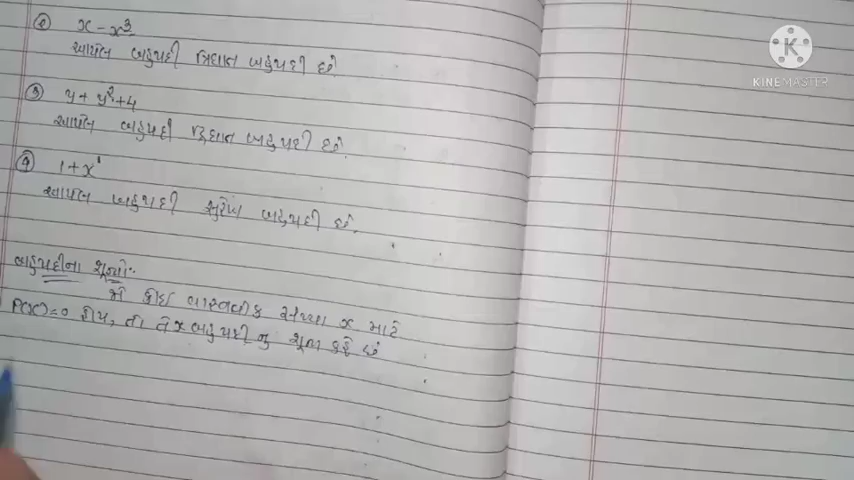 ② x - x³
આપેલ બહુપદી ત્રિઘાત બહુપદી છે
③ y + y² + 4
આપેલ બહુપદી દ્વિઘાત બહુપદી છે.
④ 1 + x¹
આપેલ બહુપદી સુરેખ બહુપદી છે.
બહુપદીના શૂન્યો:-
જો કોઈ વાસ્તવીક સંખ્યા x માટે
P(x)=0 હોય, તો તે x બહુપદી નુ શૂન્ય કહે છે
K
KINEMASTER